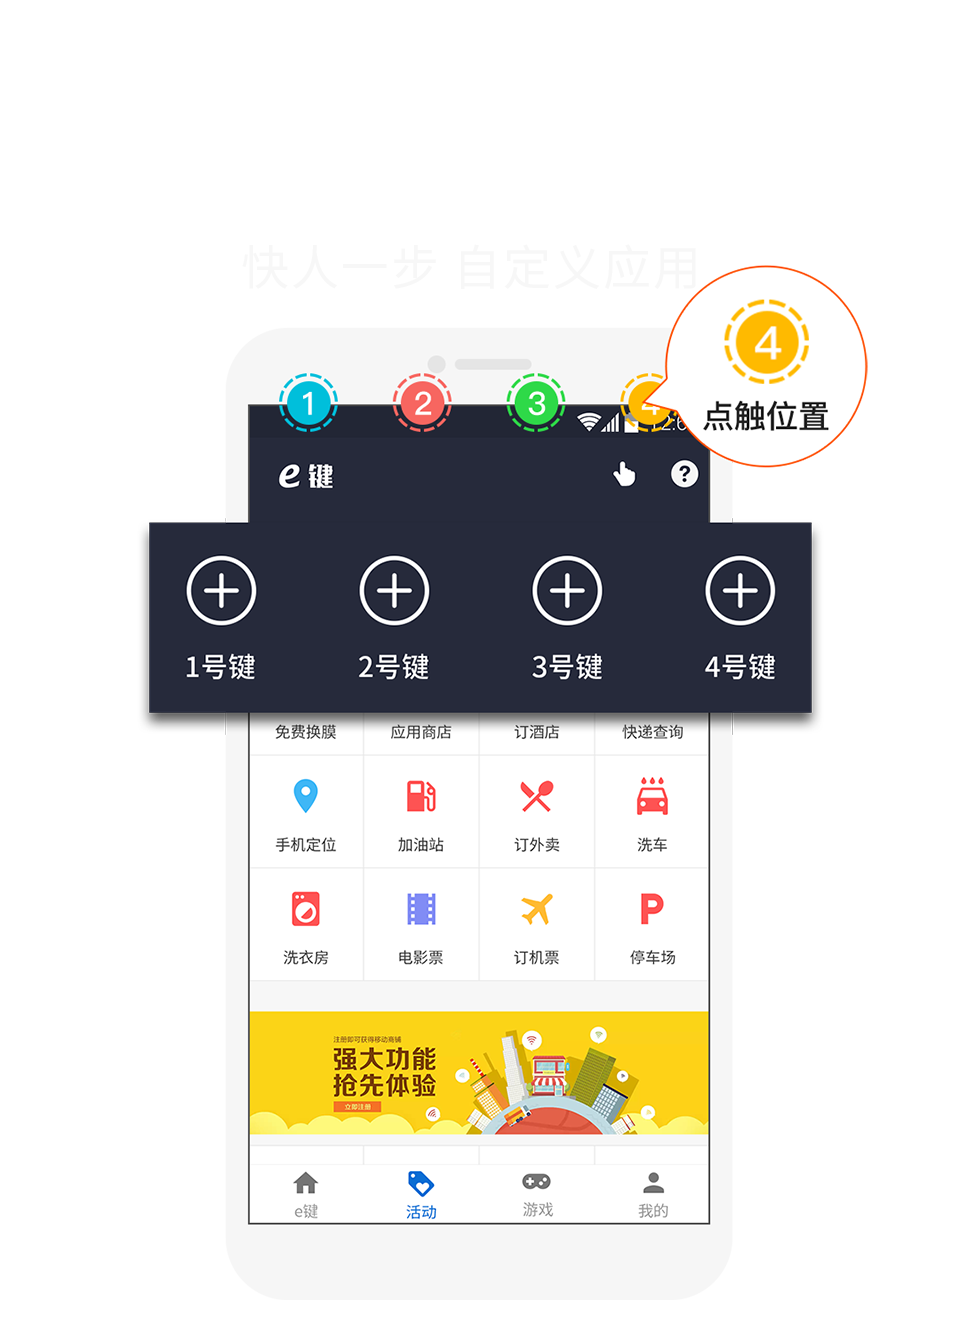 快人一步 自定义应用
4
点触位置
1 2 3 4
12:6
e 键
?
1号键 2号键 3号键 4号键
免费换膜 应用商店 订酒店 快递查询
手机定位 加油站 订外卖 洗车
P
洗衣房 电影票 订机票 停车场
注册即可获得移动商铺
强大功能
抢先体验
立即注册
e键 活动 游戏 我的